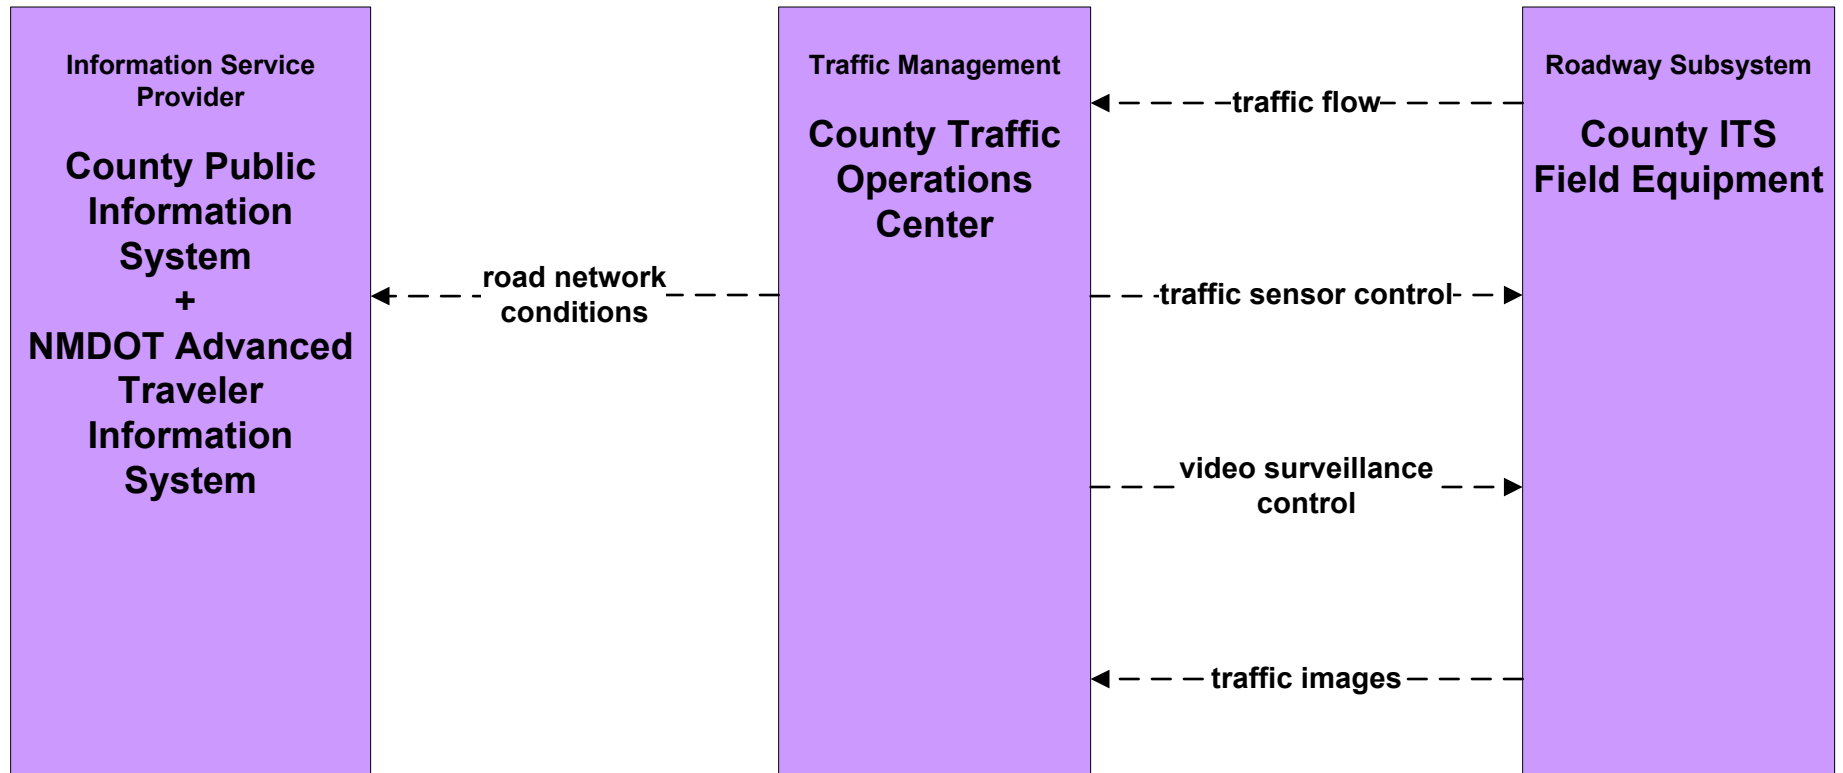 Information Service
Provider
County Public
Information
System
+
NMDOT Advanced
Traveler
Information
System
road network
conditions
Traffic Management
County Traffic
Operations
Center
traffic flow
traffic sensor control
video surveillance
control
traffic images
Roadway Subsystem
County ITS
Field Equipment